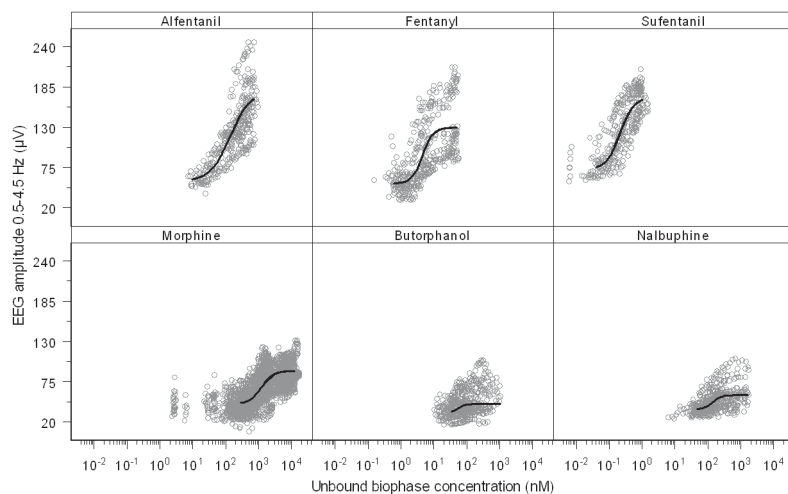 Alfentanil Fentanyl Sufentanil
240
185
130
75
20
Morphine Butorphanol Nalbuphine
240
185
130
75
20
EEG amplitude 0.5-4.5 Hz (µV)
10-2 10-1 100 101 102 103 104 10-2 10-1 100 101 102 103 104 10-2 10-1 100 101 102 103 104
Unbound biophase concentration (nM)